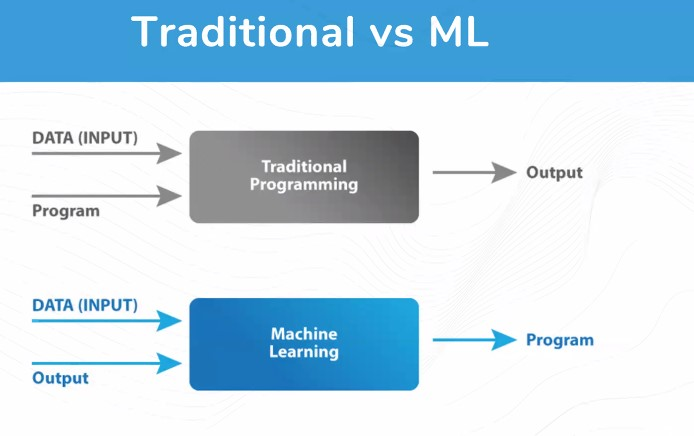 Traditional vs ML
DATA (INPUT)
Program
Traditional
Programming
Output
DATA (INPUT)
Output
Machine
Learning
Program